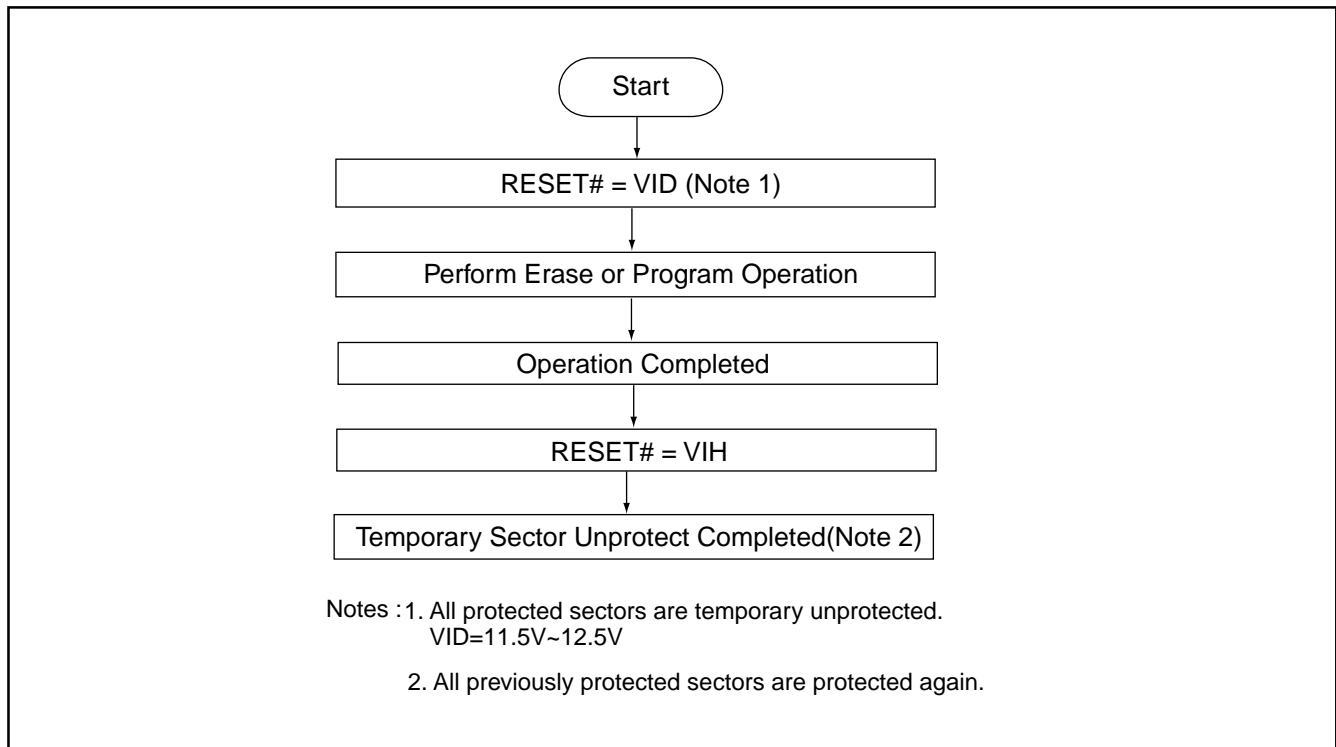 Start
RESET# = VID (Note 1)
Perform Erase or Program Operation
Operation Completed
RESET# = VIH
Temporary Sector Unprotect Completed(Note 2)
Notes : 1. All protected sectors are temporary unprotected.
VID=11.5V~12.5V
2. All previously protected sectors are protected again.